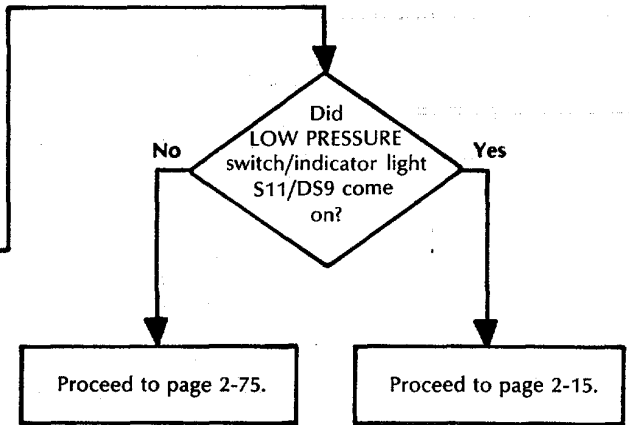 Did
LOW PRESSURE
switch/indicator light
S11/DS9 come
on?
No
Yes
Proceed to page 2-75.
Proceed to page 2-15.